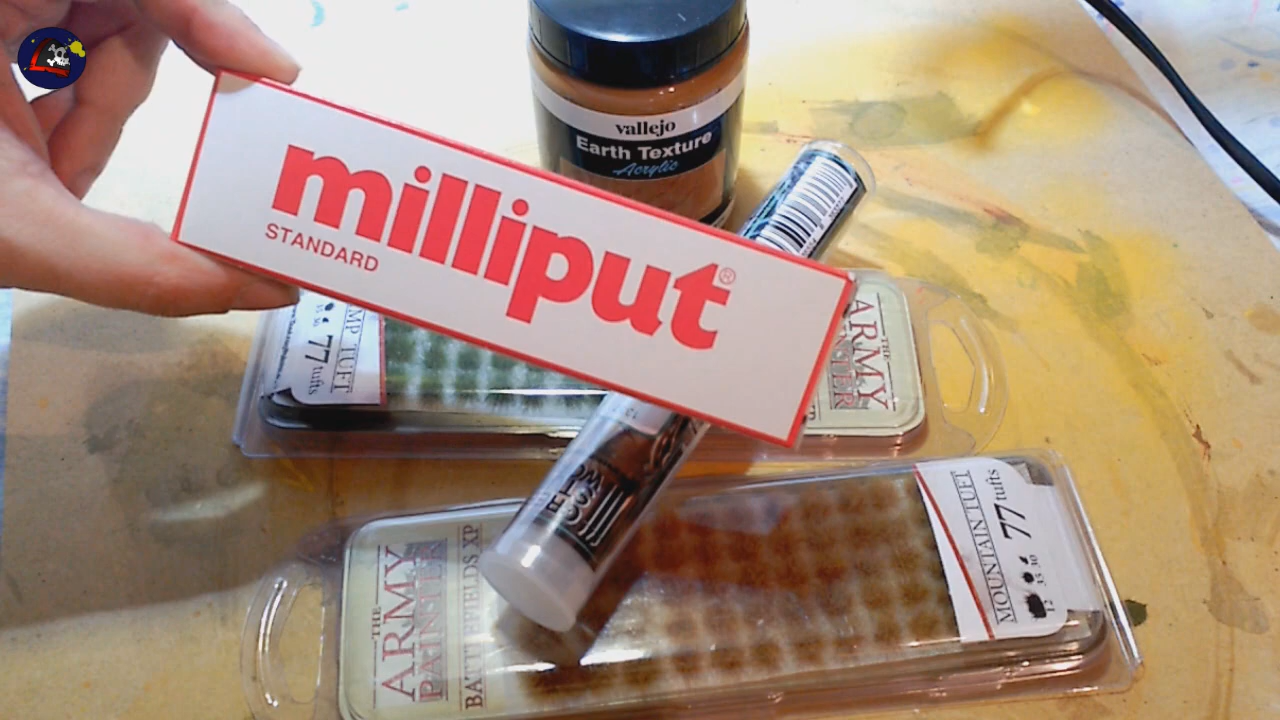 vallejo
Earth Texture
Acrylic
milliput®
STANDARD
77 tufts
THE
ARMY
MOUNTAIN TUFT
77 tufts
THE
ARMY
PAINTER
BATTLEFIELDS XP